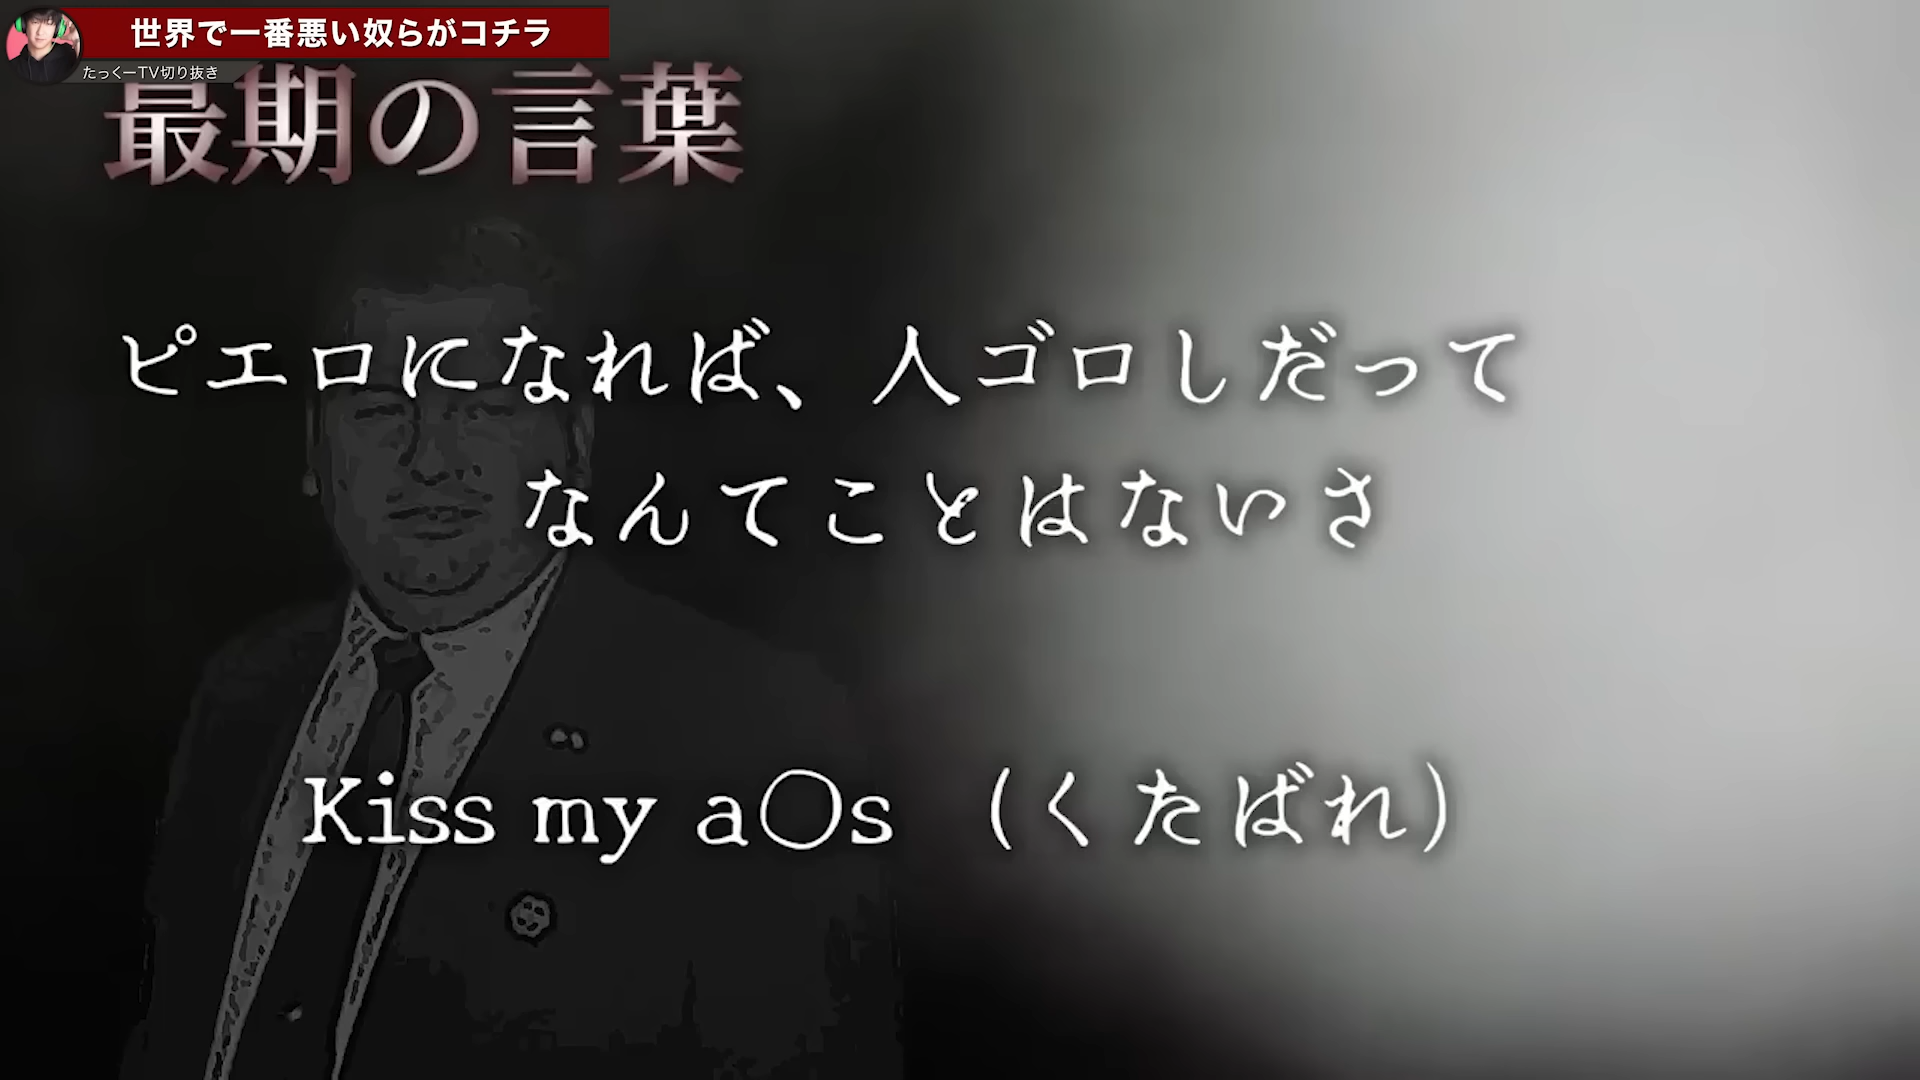 世界で一番悪い奴らがコチラ
たっくーTV切り抜き
最期の言葉
ピエロになれば、人ゴロしだって
なんてことはないさ
Kiss my a〇s （くたばれ）